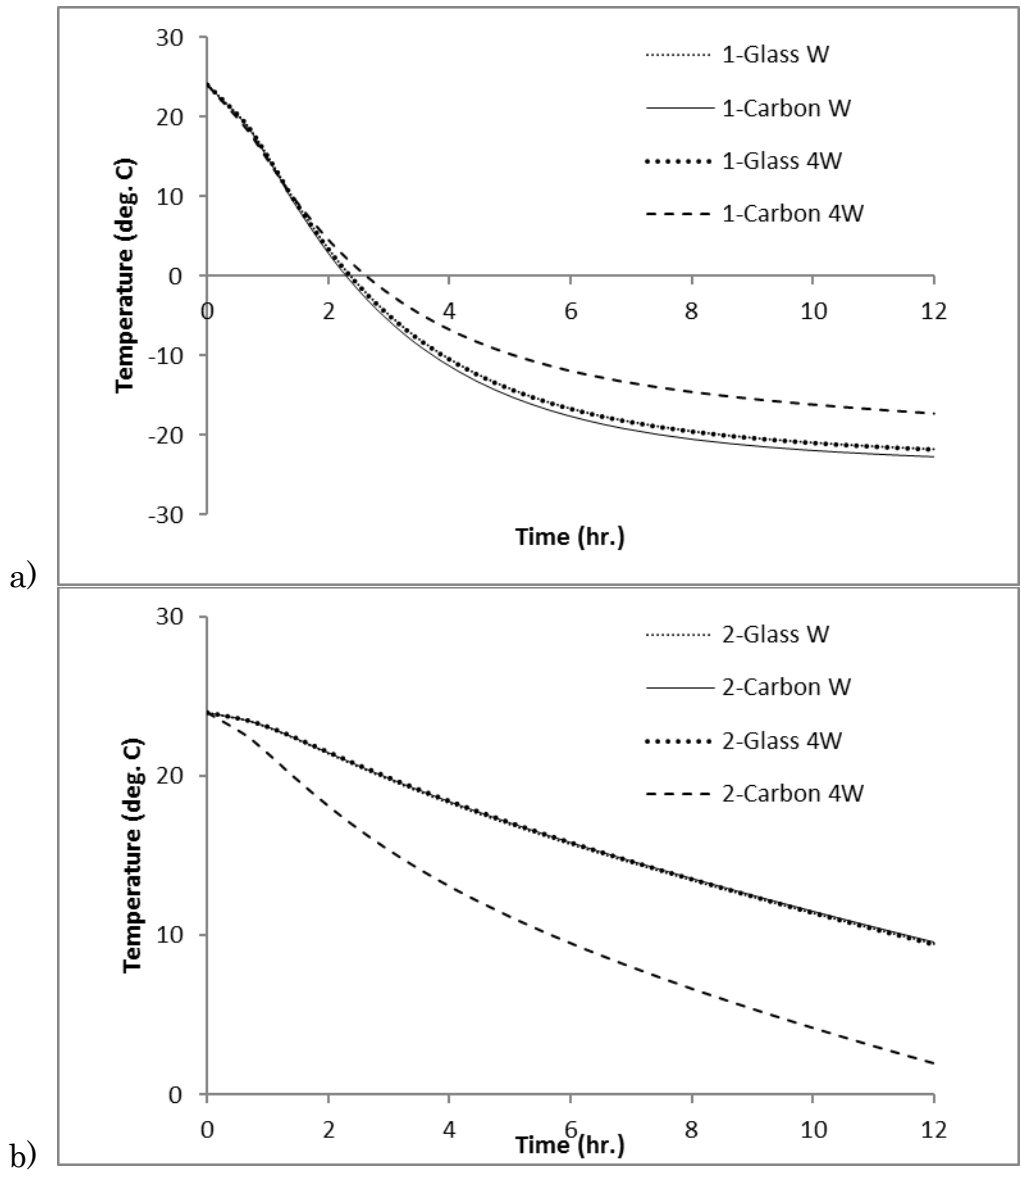 30
20
10
0
-10
-20
-30
Temperature (deg. C)
0 2 4 6 8 10 12
Time (hr.)
1-Glass W
1-Carbon W
1-Glass 4W
1-Carbon 4W
a)
30
20
10
0
Temperature (deg. C)
0 2 4 6 8 10 12
Time (hr.)
2-Glass W
2-Carbon W
2-Glass 4W
2-Carbon 4W
b)